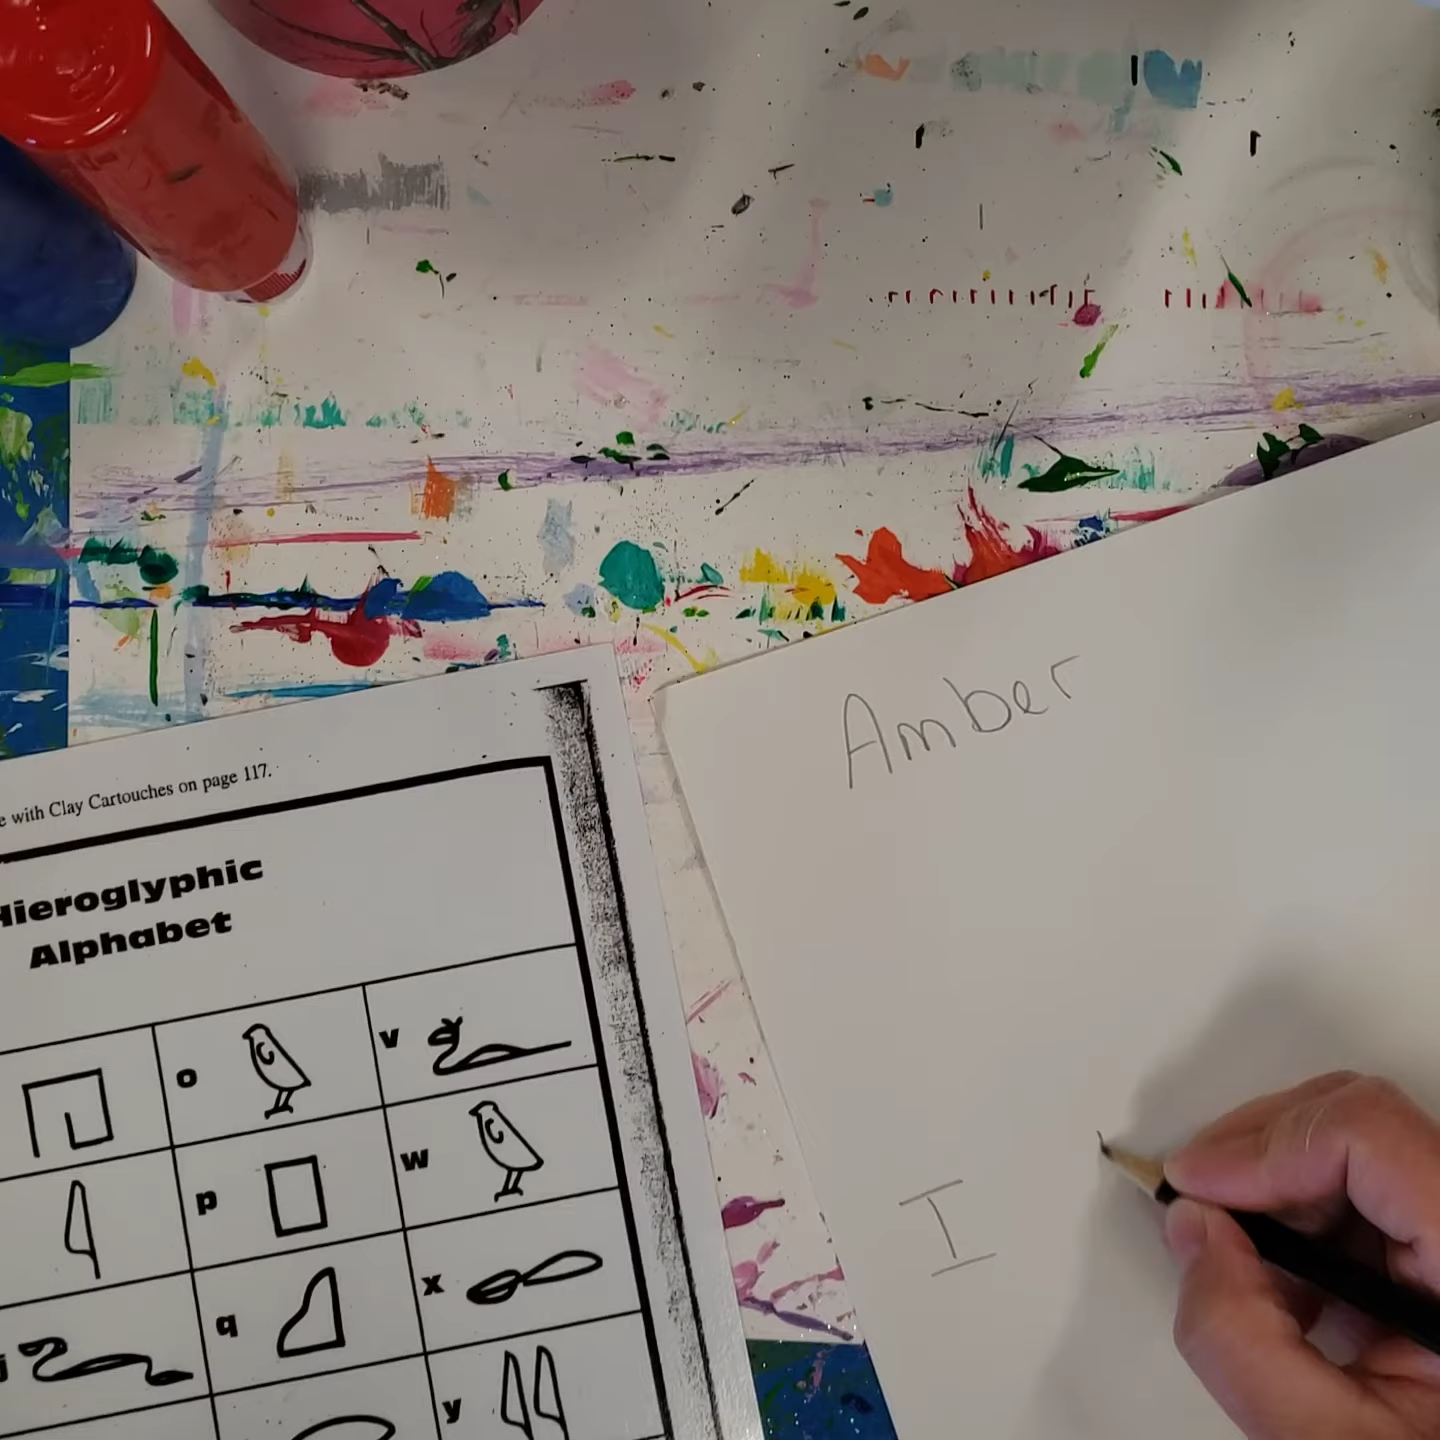 Amber
with Clay Cartouches on page 117.
Hieroglyphic
Alphabet
o
v
p
w
q
x
j
y
I